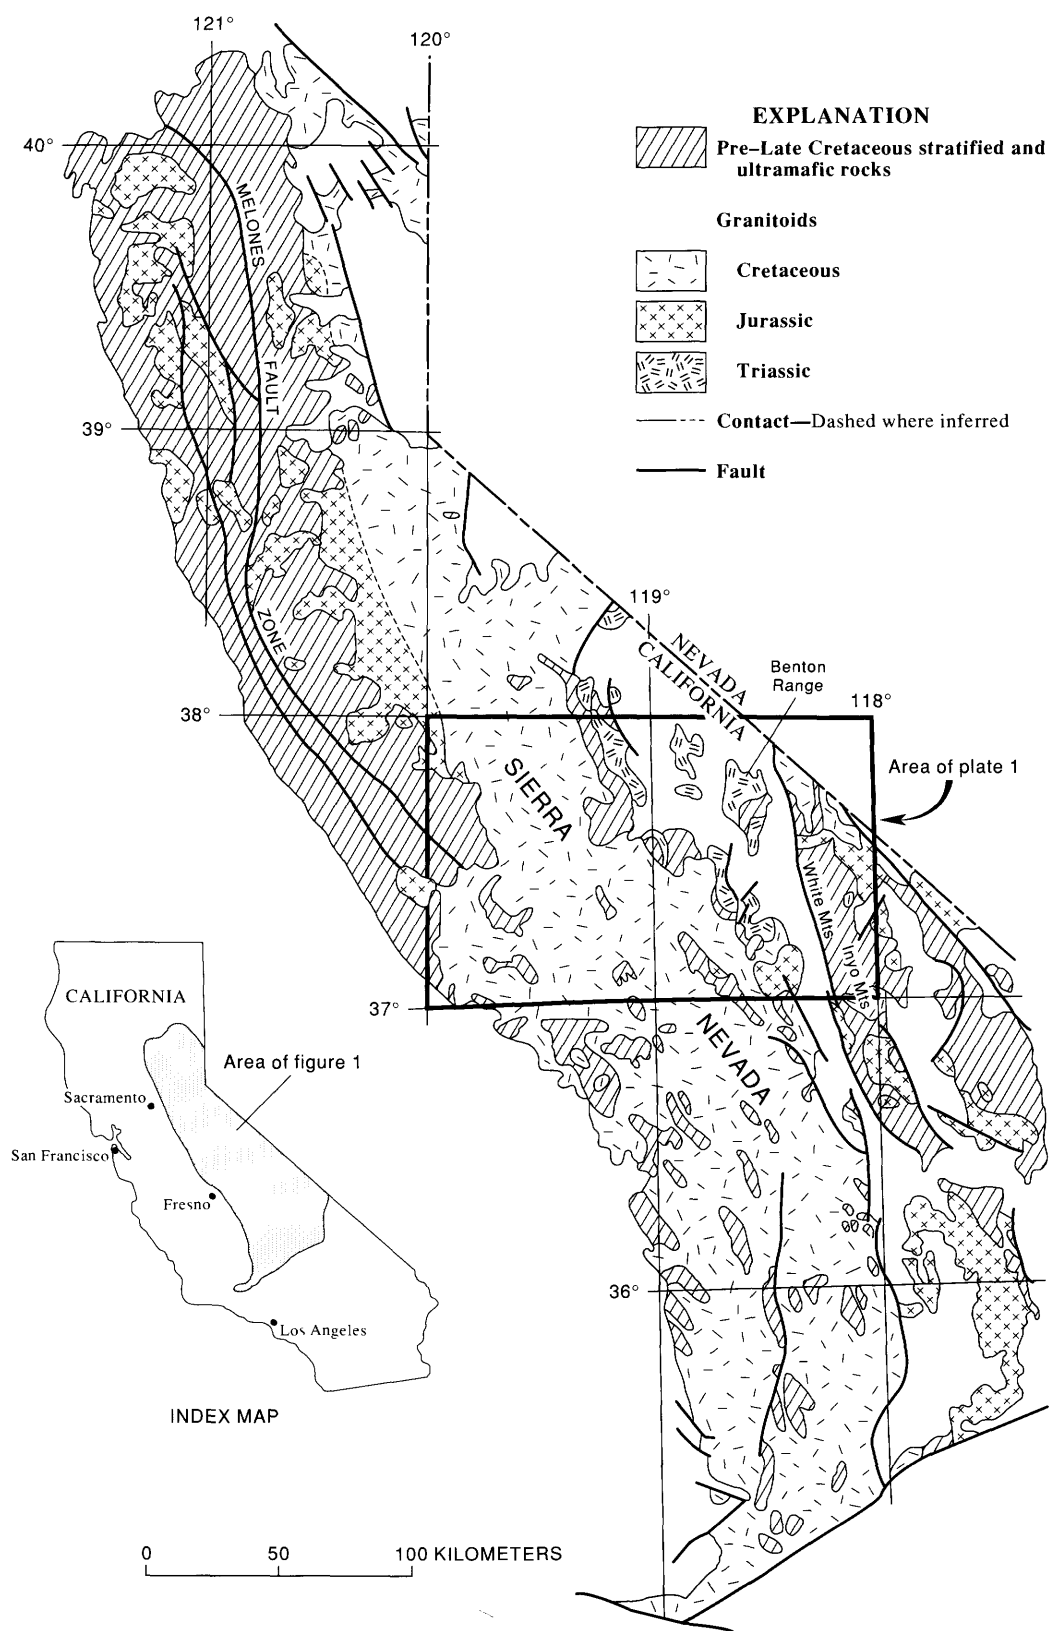 121°
120°
40°
39°
38°
37°
36°
119°
118°
EXPLANATION
Pre–Late Cretaceous stratified and
ultramafic rocks
Granitoids
Cretaceous
Jurassic
Triassic
Contact—Dashed where inferred
Fault
MELONES
FAULT
ZONE
NEVADA
CALIFORNIA
Benton
Range
Area of plate 1
SIERRA
NEVADA
White Mts
Inyo Mts
CALIFORNIA
Area of figure 1
Sacramento
San Francisco
Fresno
Los Angeles
INDEX MAP
0 50 100 KILOMETERS